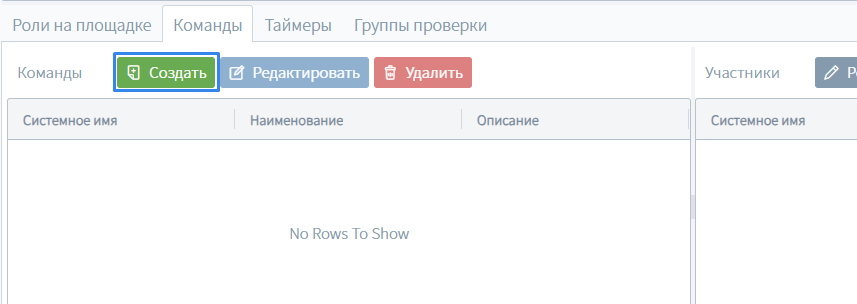 Роли на площадке Команды Таймеры Группы проверки
Команды Создать Редактировать Удалить Участники
Системное имя Наименование Описание Системное имя
No Rows To Show